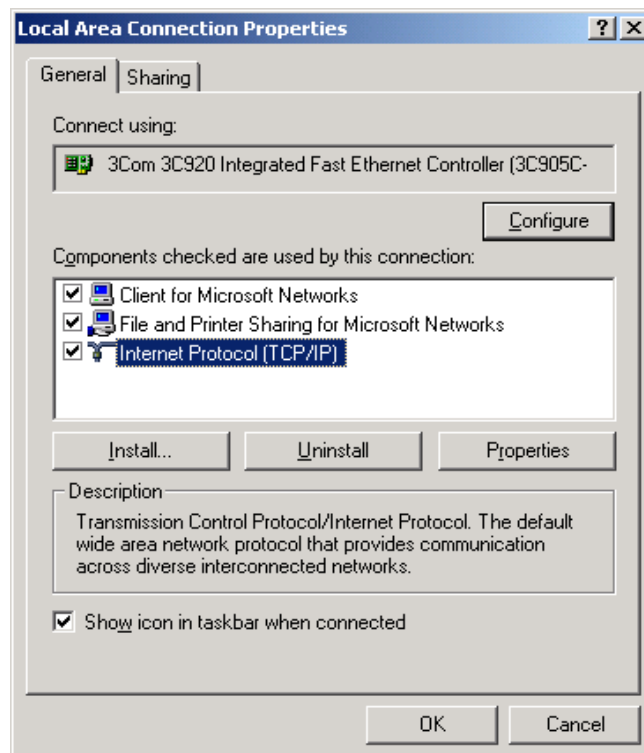 Local Area Connection Properties
General Sharing
Connect using:
3Com 3C920 Integrated Fast Ethernet Controller (3C905C-
Configure
Components checked are used by this connection:
Client for Microsoft Networks
File and Printer Sharing for Microsoft Networks
Internet Protocol (TCP/IP)
Install... Uninstall Properties
Description
Transmission Control Protocol/Internet Protocol. The default
wide area network protocol that provides communication
across diverse interconnected networks.
Show icon in taskbar when connected
OK Cancel